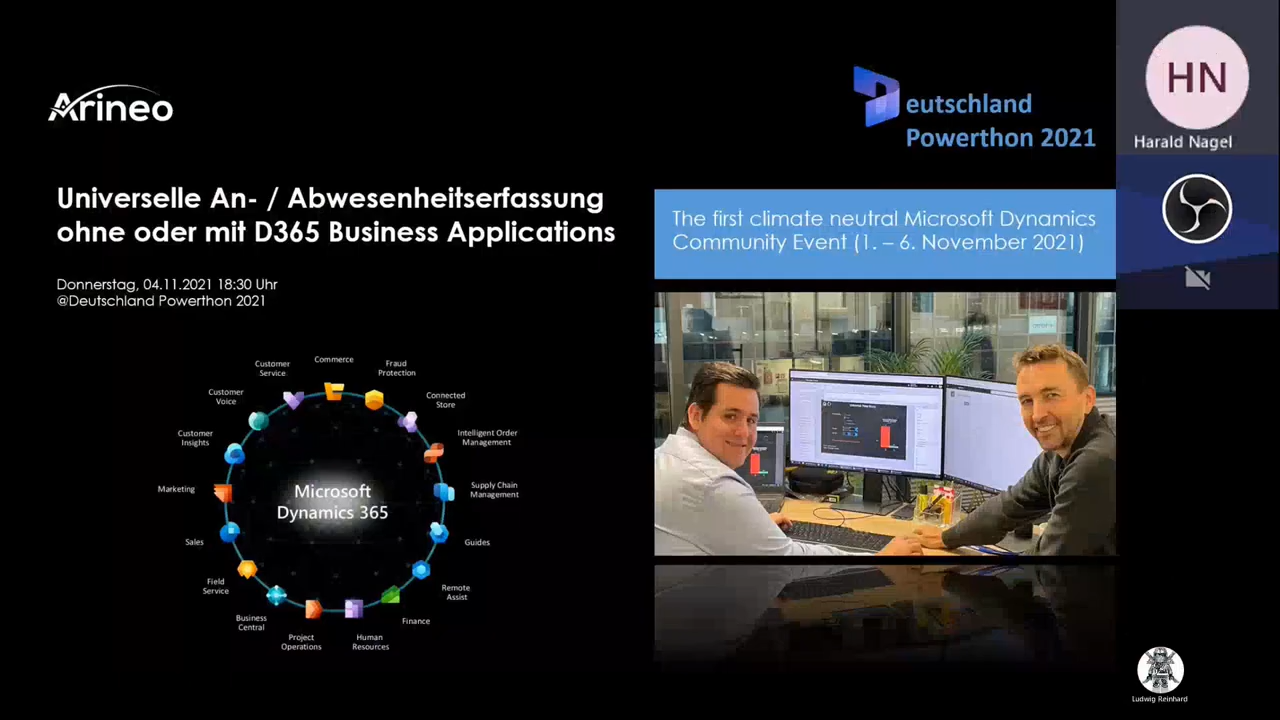 Arineo
eutschland
Powerthon 2021
HN
Harald Nagel
Universelle An- / Abwesenheitserfassung
ohne oder mit D365 Business Applications
The first climate neutral Microsoft Dynamics
Community Event (1. – 6. November 2021)
Donnerstag, 04.11.2021 18:30 Uhr
@Deutschland Powerthon 2021
Commerce
Fraud
Protection
Connected
Store
Intelligent Order
Management
Supply Chain
Management
Guides
Remote
Assist
Finance
Human
Resources
Project
Operations
Business
Central
Field
Service
Sales
Marketing
Customer
Insights
Customer
Voice
Customer
Service
Microsoft
Dynamics 365
Ludwig Reinhard